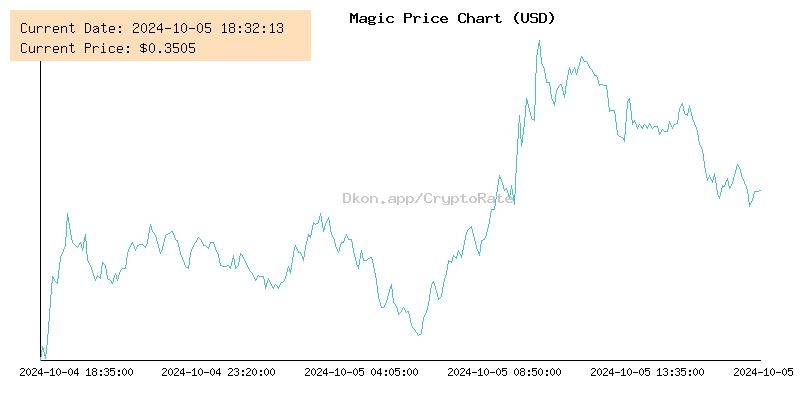 Magic Price Chart (USD)
Current Date: 2024-10-05 18:32:13
Current Price: $0.3505
Dkon.app/CryptoRate
2024-10-04 18:35:00 2024-10-04 23:20:00 2024-10-05 04:05:00 2024-10-05 08:50:00 2024-10-05 13:35:00 2024-10-05